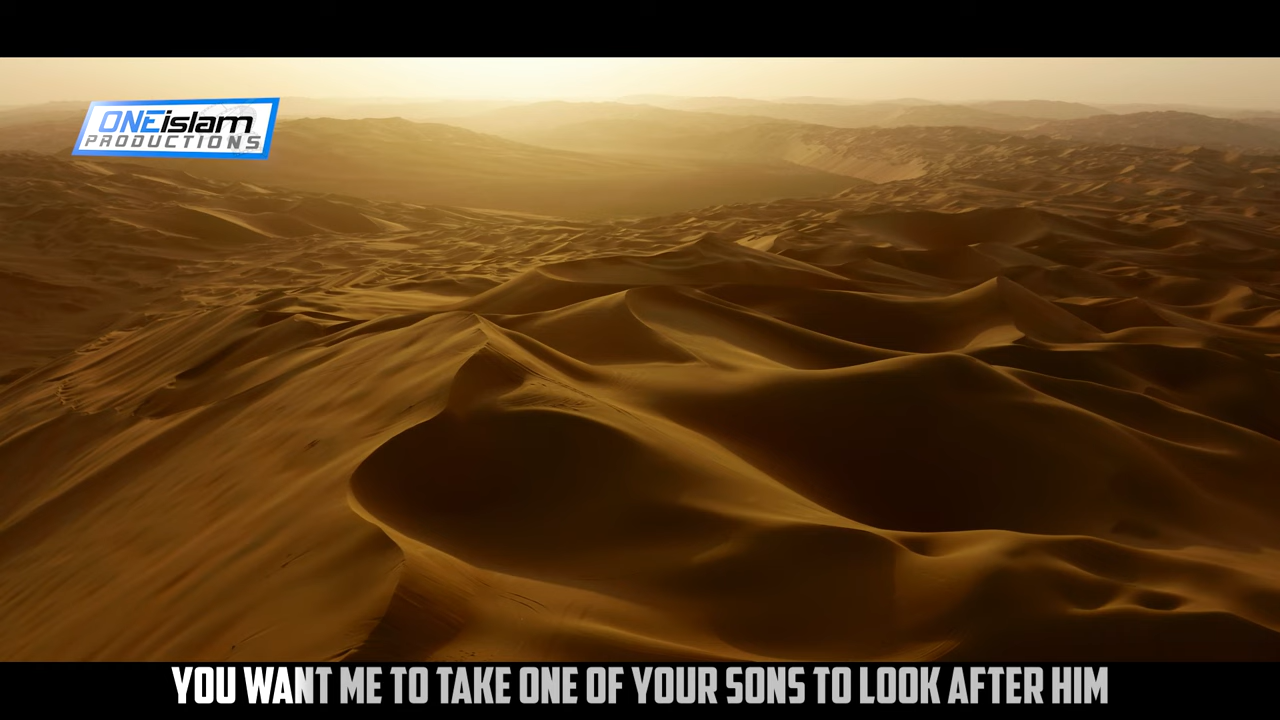 ONEislam
PRODUCTIONS
YOU WANT ME TO TAKE ONE OF YOUR SONS TO LOOK AFTER HIM